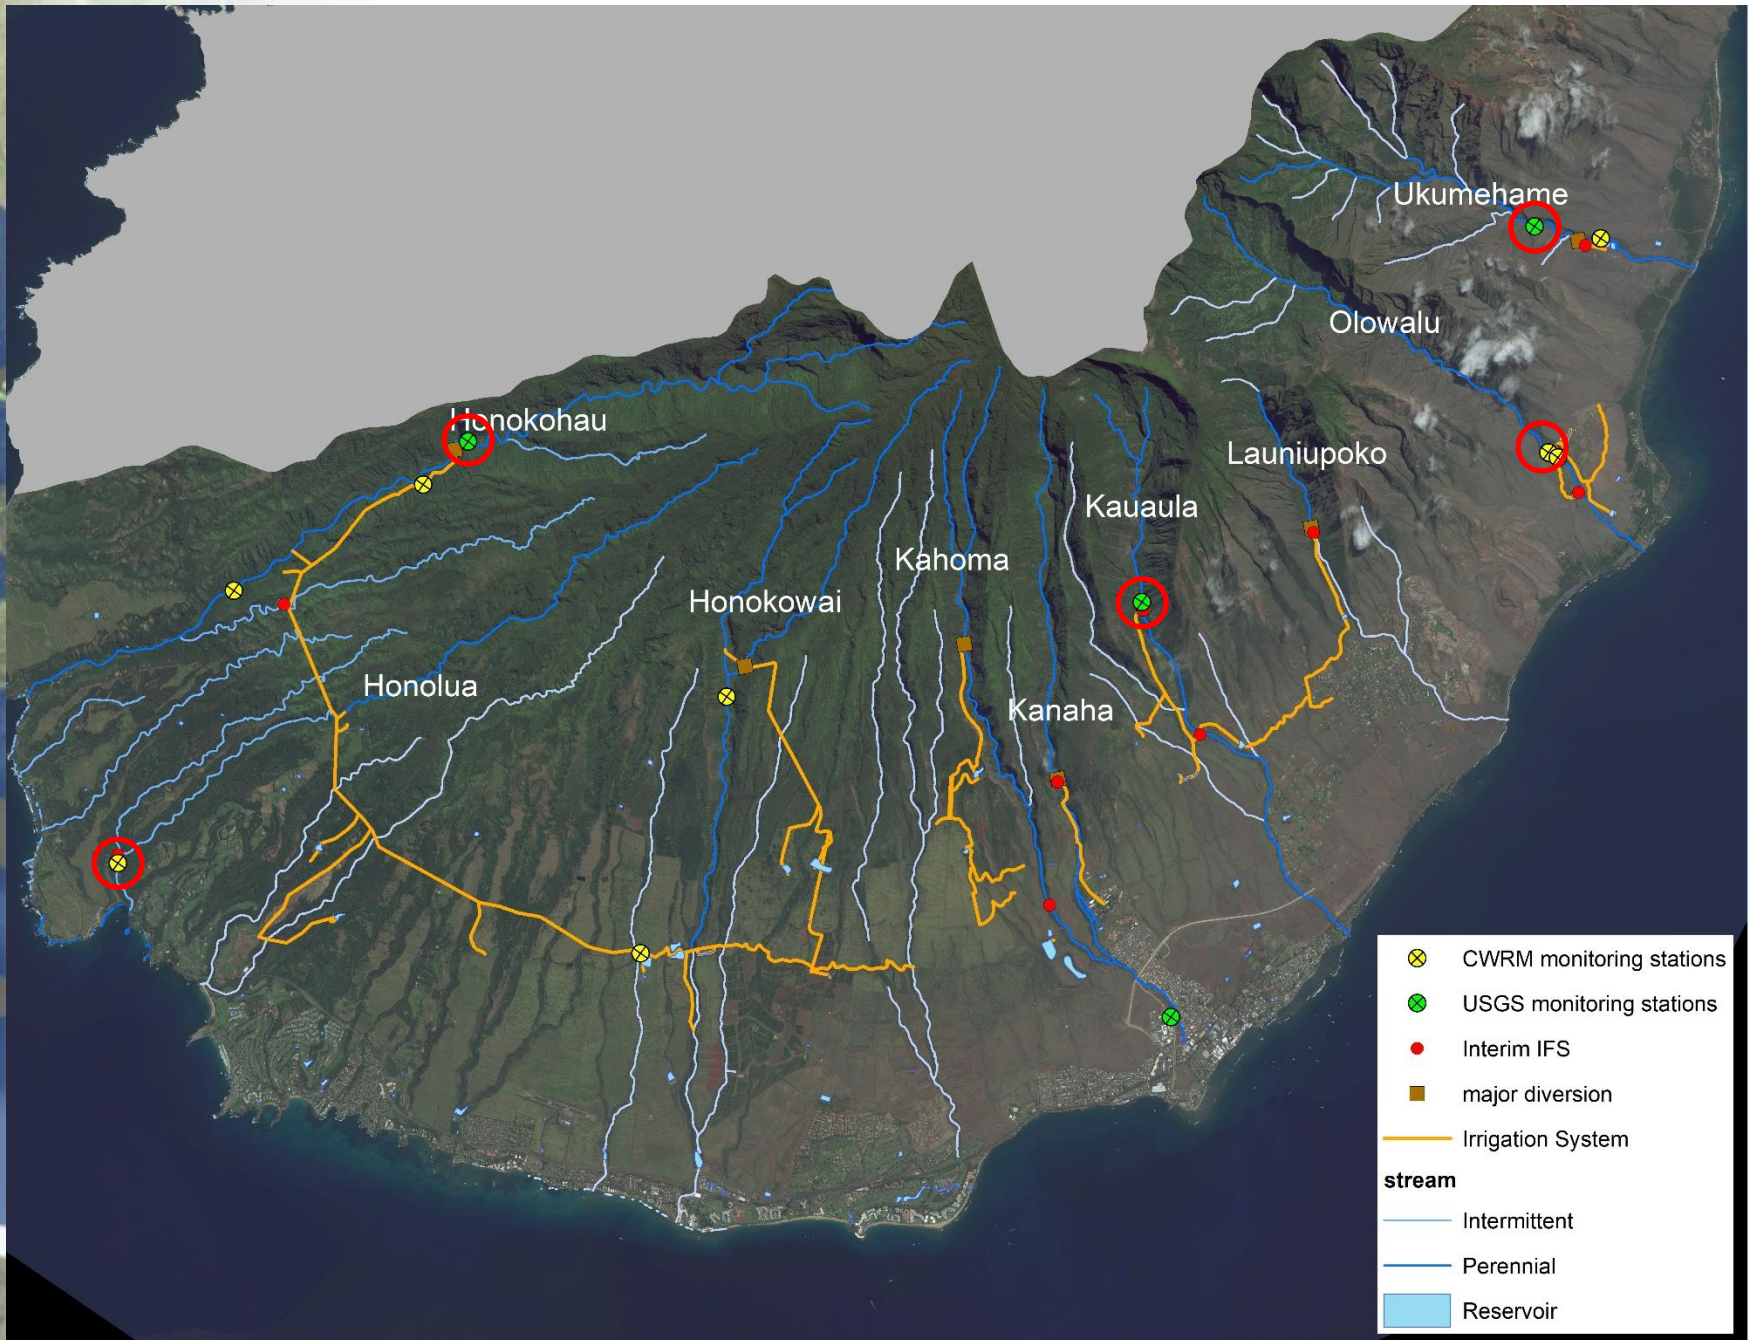 Ukumehame
Olowalu
Honokohau
Launiupoko
Kauaula
Kahoma
Honokowai
Honolua
Kanaha
CWRM monitoring stations
USGS monitoring stations
Interim IFS
major diversion
Irrigation System
stream
Intermittent
Perennial
Reservoir